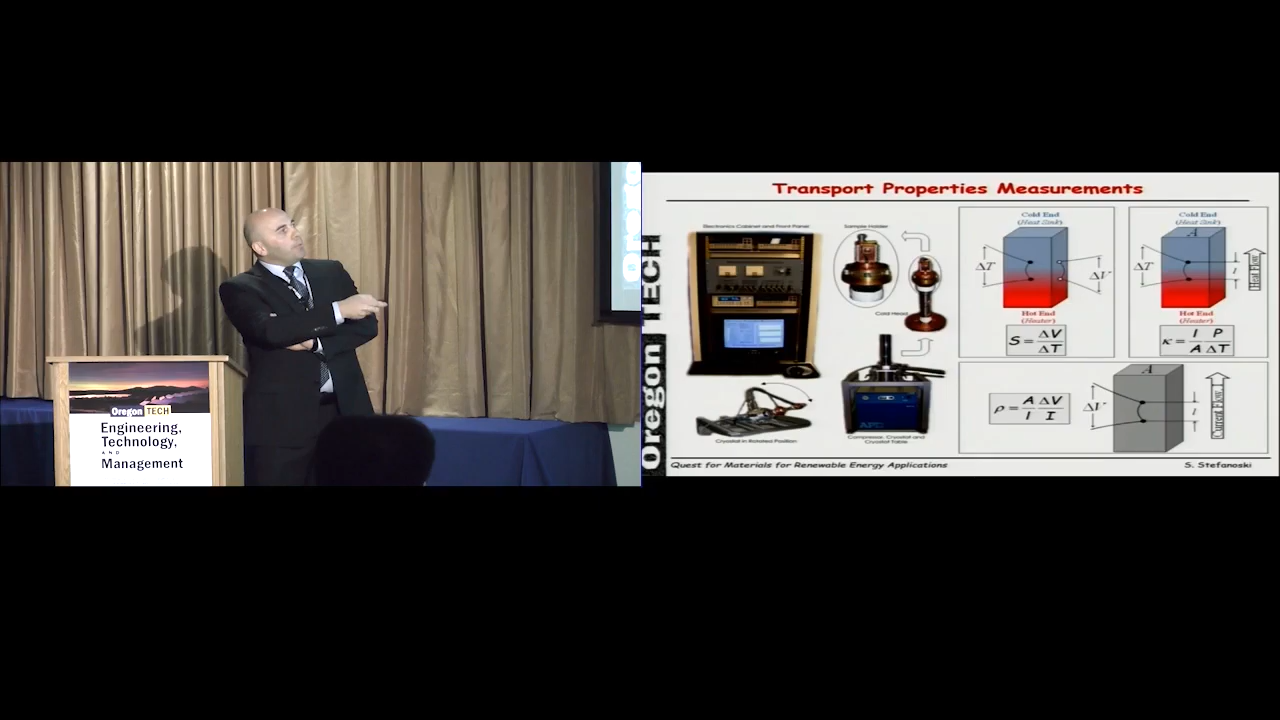 Oregon TECH
Engineering,
Technology,
AND
Management
Transport Properties Measurements
Oregon TECH
Electronics Cabinet and Front Panel
Sample Holder
Cold Head
Cryostat in Rotated Position
Compressor, Cryostat and
Cryostat Table
Cold End
(Heat Sink)
ΔT
ΔV
Hot End
(Heater)
S = ΔV / ΔT
Cold End
(Heat Sink)
A
ΔT
l
Heat Flow
Hot End
(Heater)
κ = l P / A ΔT
A
ρ = A ΔV / l I
ΔV
l
Current Flow
Quest for Materials for Renewable Energy Applications
S. Stefanoski